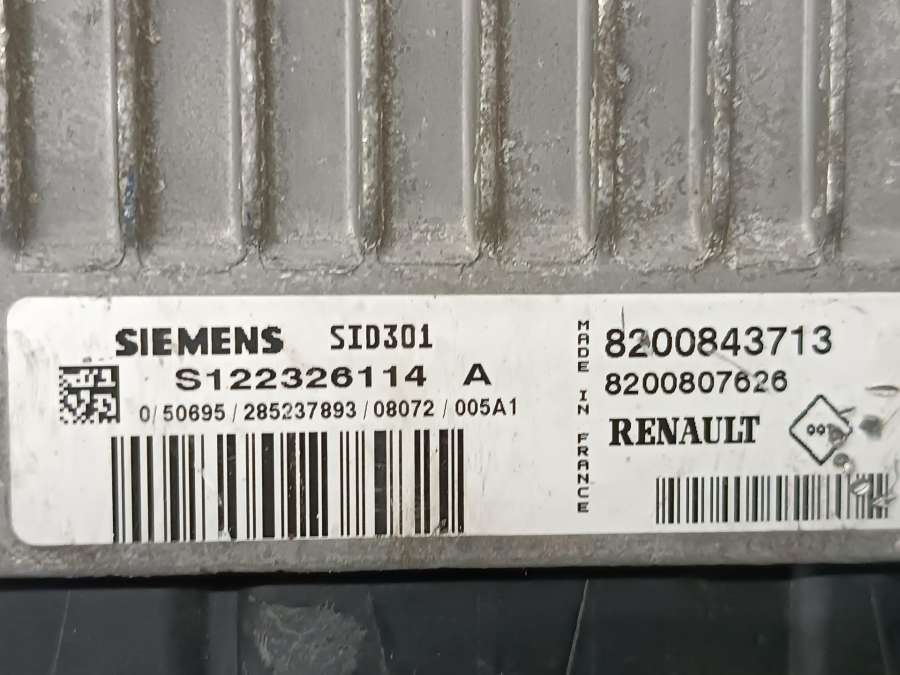 SIEMENS SID301
S122326114 A
0/50695/285237893/08072/005A1
MADE IN FRANCE
8200843713
8200807626
RENAULT